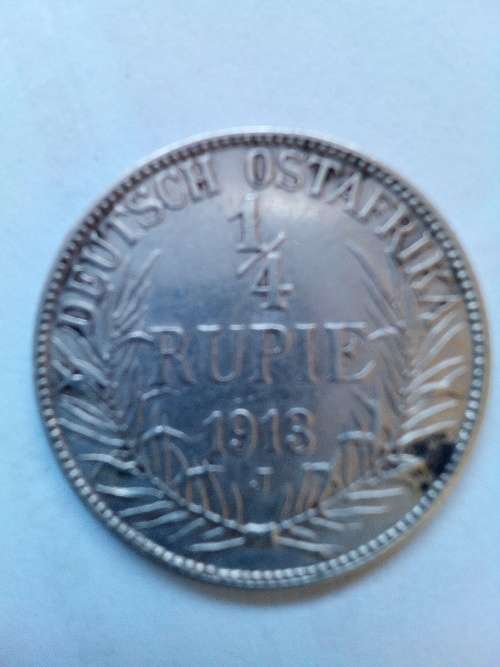 DEUTSCH OSTAFRIKA
1/4
RUPIE
1913
J